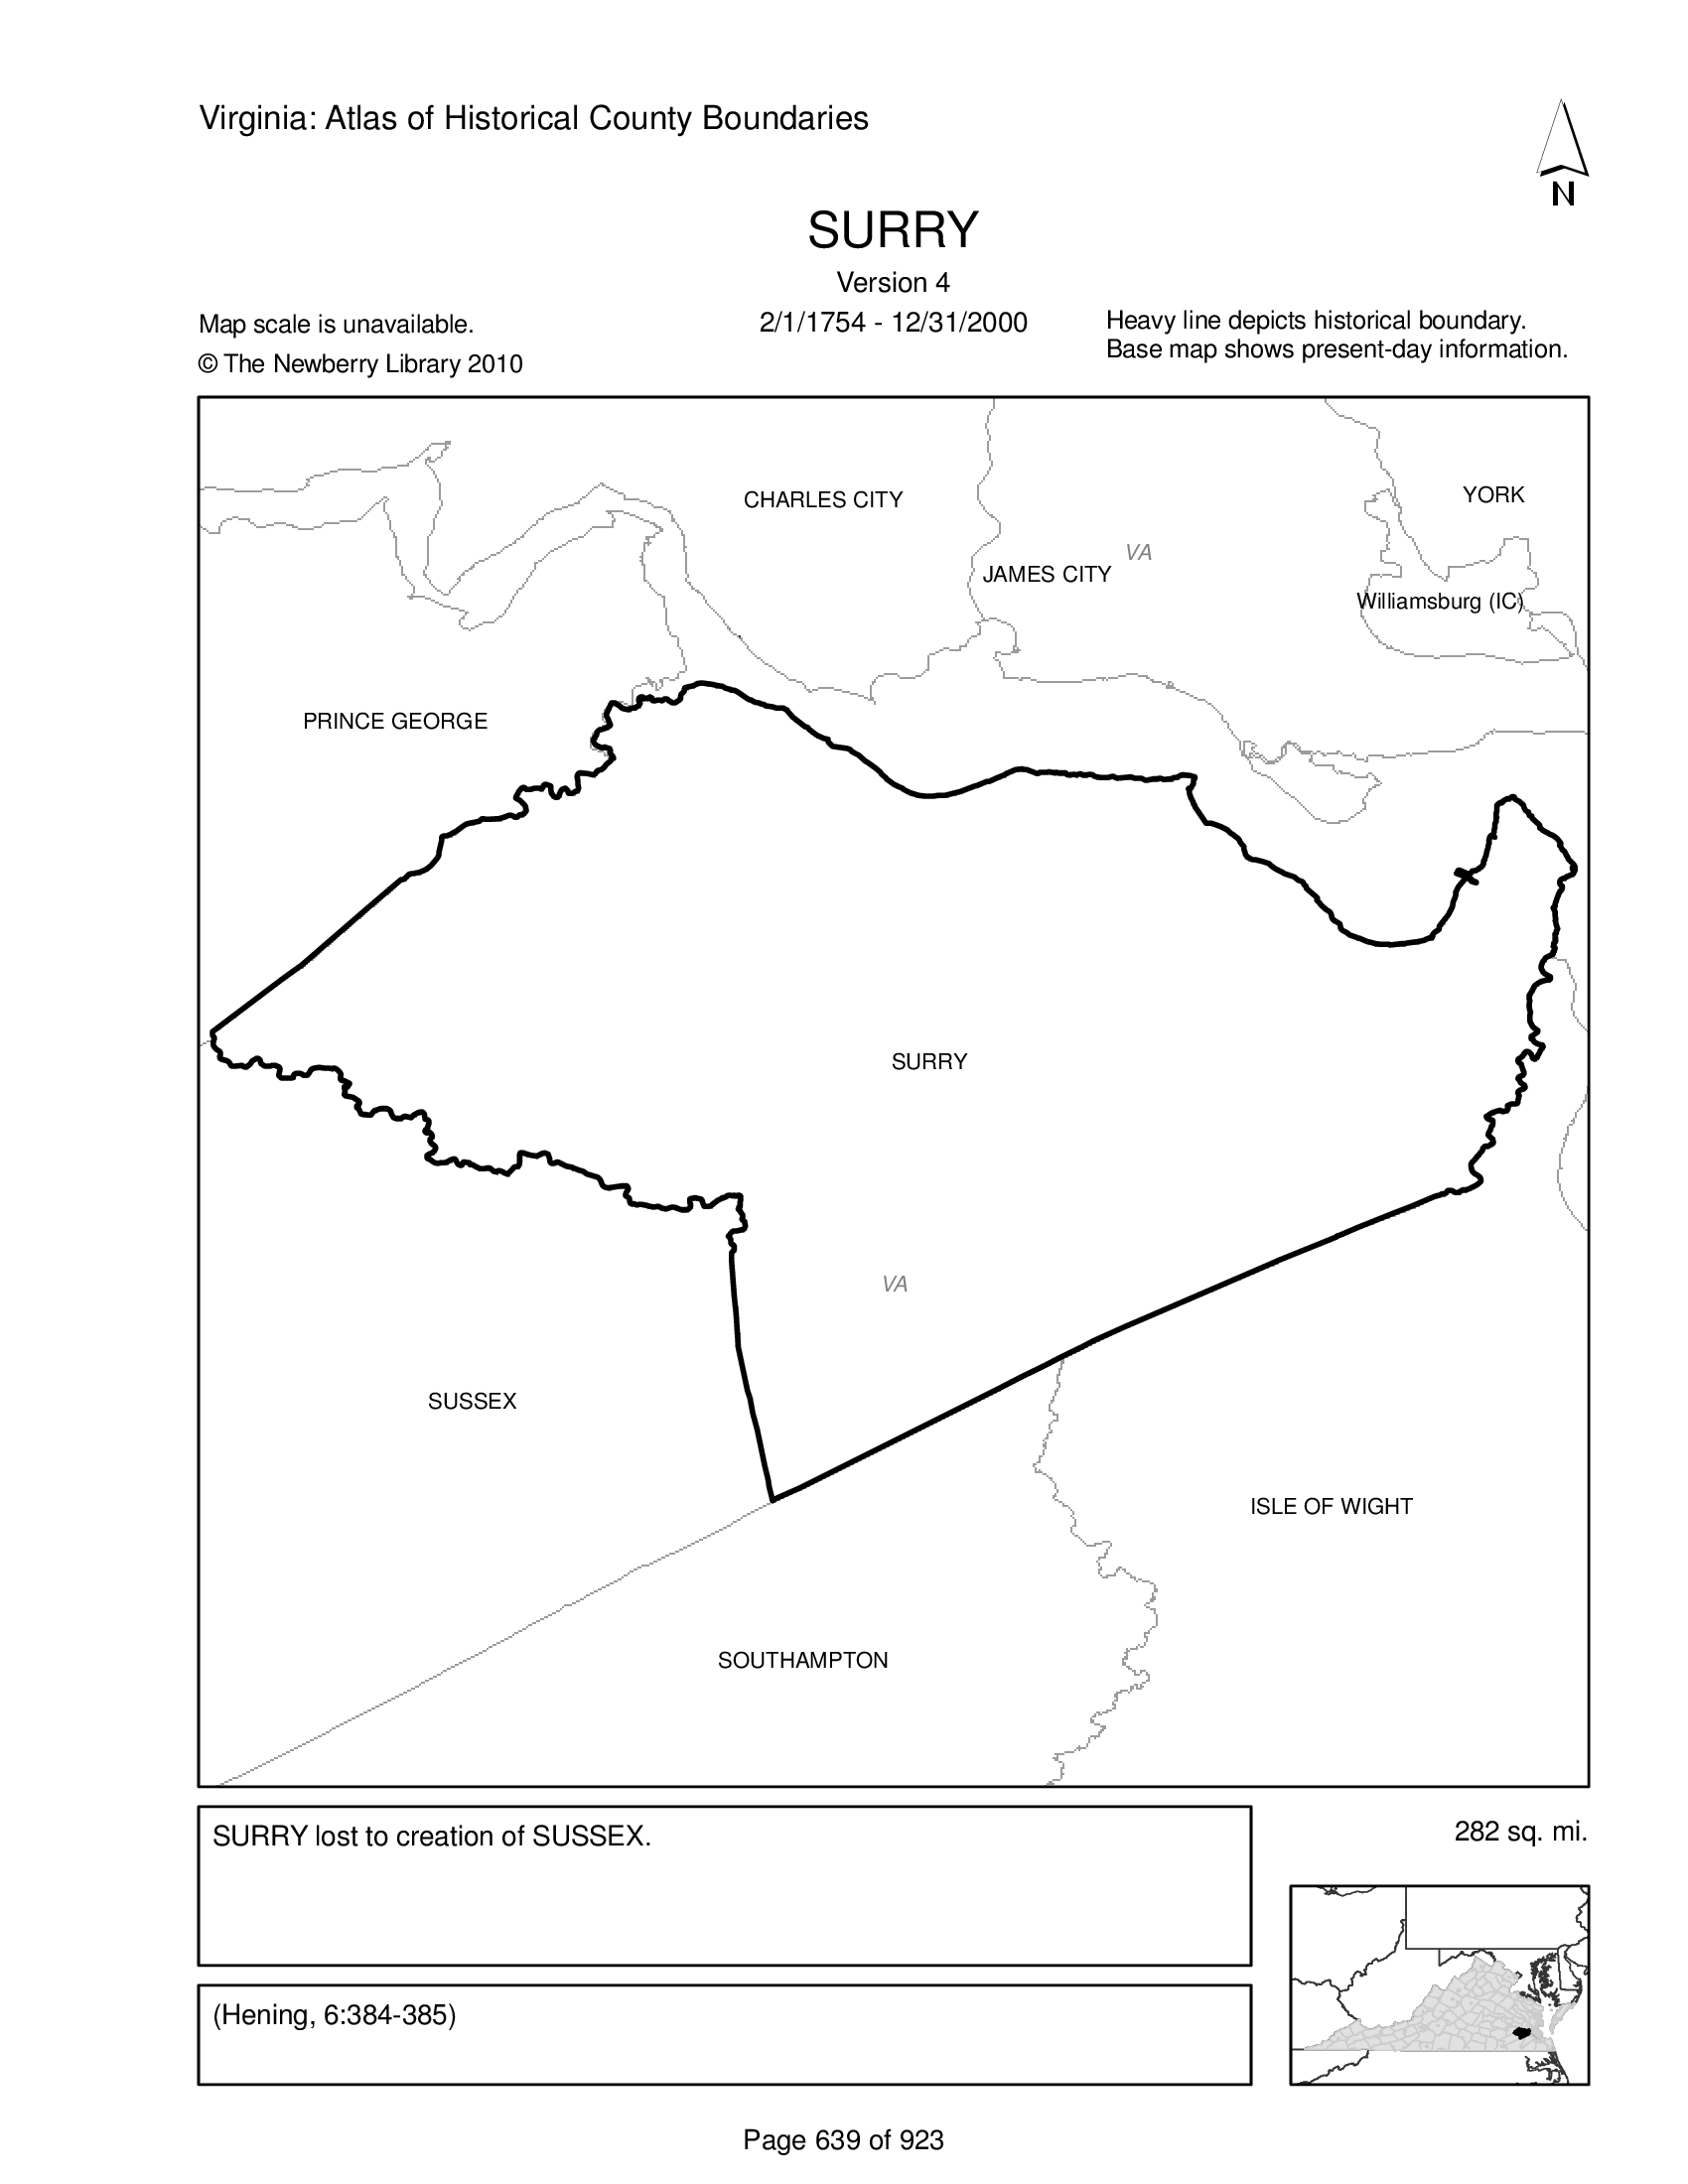 Virginia: Atlas of Historical County Boundaries
N
SURRY
Version 4
2/1/1754 - 12/31/2000
Map scale is unavailable.
© The Newberry Library 2010
Heavy line depicts historical boundary.
Base map shows present-day information.
CHARLES CITY
YORK
VA
JAMES CITY
Williamsburg (IC)
PRINCE GEORGE
SURRY
VA
SUSSEX
ISLE OF WIGHT
SOUTHAMPTON
SURRY lost to creation of SUSSEX.
282 sq. mi.
(Hening, 6:384-385)
Page 639 of 923